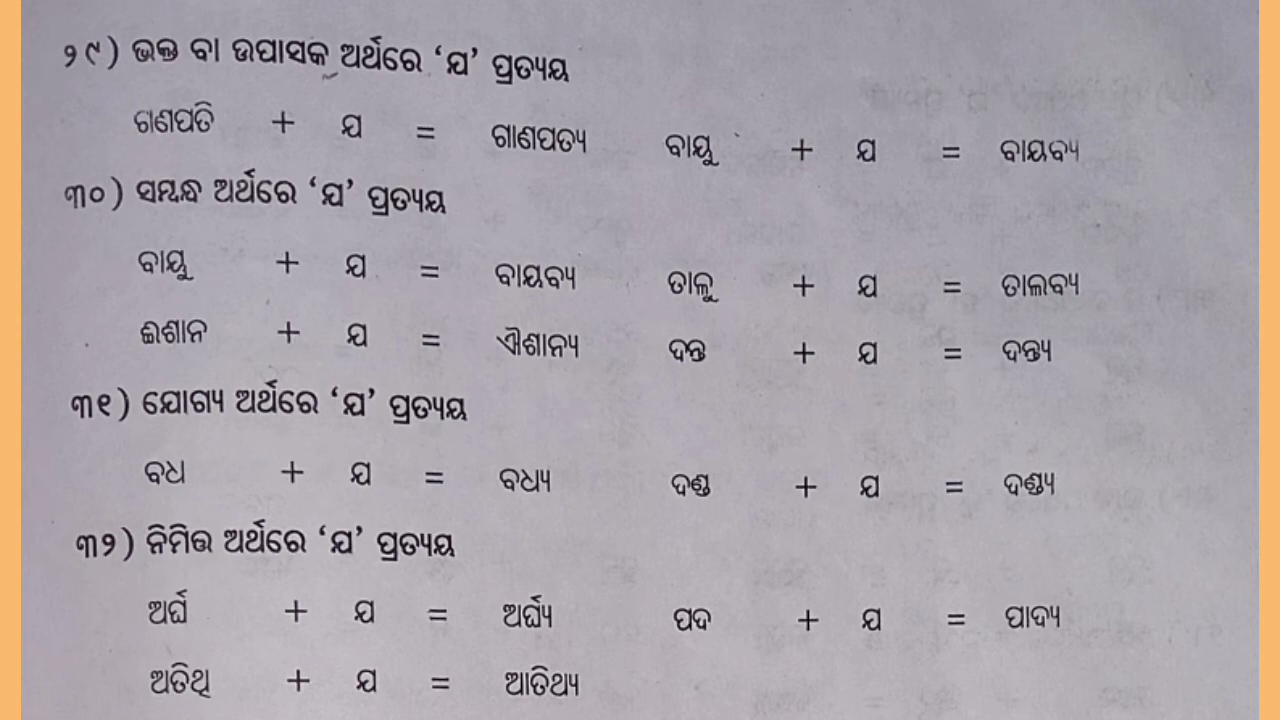 ୨୯) ଭକ୍ତ ବା ଉପାସକ ଅର୍ଥରେ ‘ଯ’ ପ୍ରତ୍ୟୟ
ଗଣପତି + ଯ = ଗାଣପତ୍ୟ ବାୟୁ + ଯ = ବାୟବ୍ୟ
୩୦) ସମ୍ବନ୍ଧ ଅର୍ଥରେ ‘ଯ’ ପ୍ରତ୍ୟୟ
ବାୟୁ + ଯ = ବାୟବ୍ୟ ତାଳୁ + ଯ = ତାଲବ୍ୟ
ଈଶାନ + ଯ = ଐଶାନ୍ୟ ଦନ୍ତ + ଯ = ଦନ୍ତ୍ୟ
୩୧) ଯୋଗ୍ୟ ଅର୍ଥରେ ‘ଯ’ ପ୍ରତ୍ୟୟ
ବଧ + ଯ = ବଧ୍ୟ ଦଣ୍ଡ + ଯ = ଦଣ୍ଡ୍ୟ
୩୨) ନିମିତ୍ତ ଅର୍ଥରେ ‘ଯ’ ପ୍ରତ୍ୟୟ
ଅର୍ଘ + ଯ = ଅର୍ଘ୍ୟ ପଦ + ଯ = ପାଦ୍ୟ
ଅତିଥି + ଯ = ଆତିଥ୍ୟ